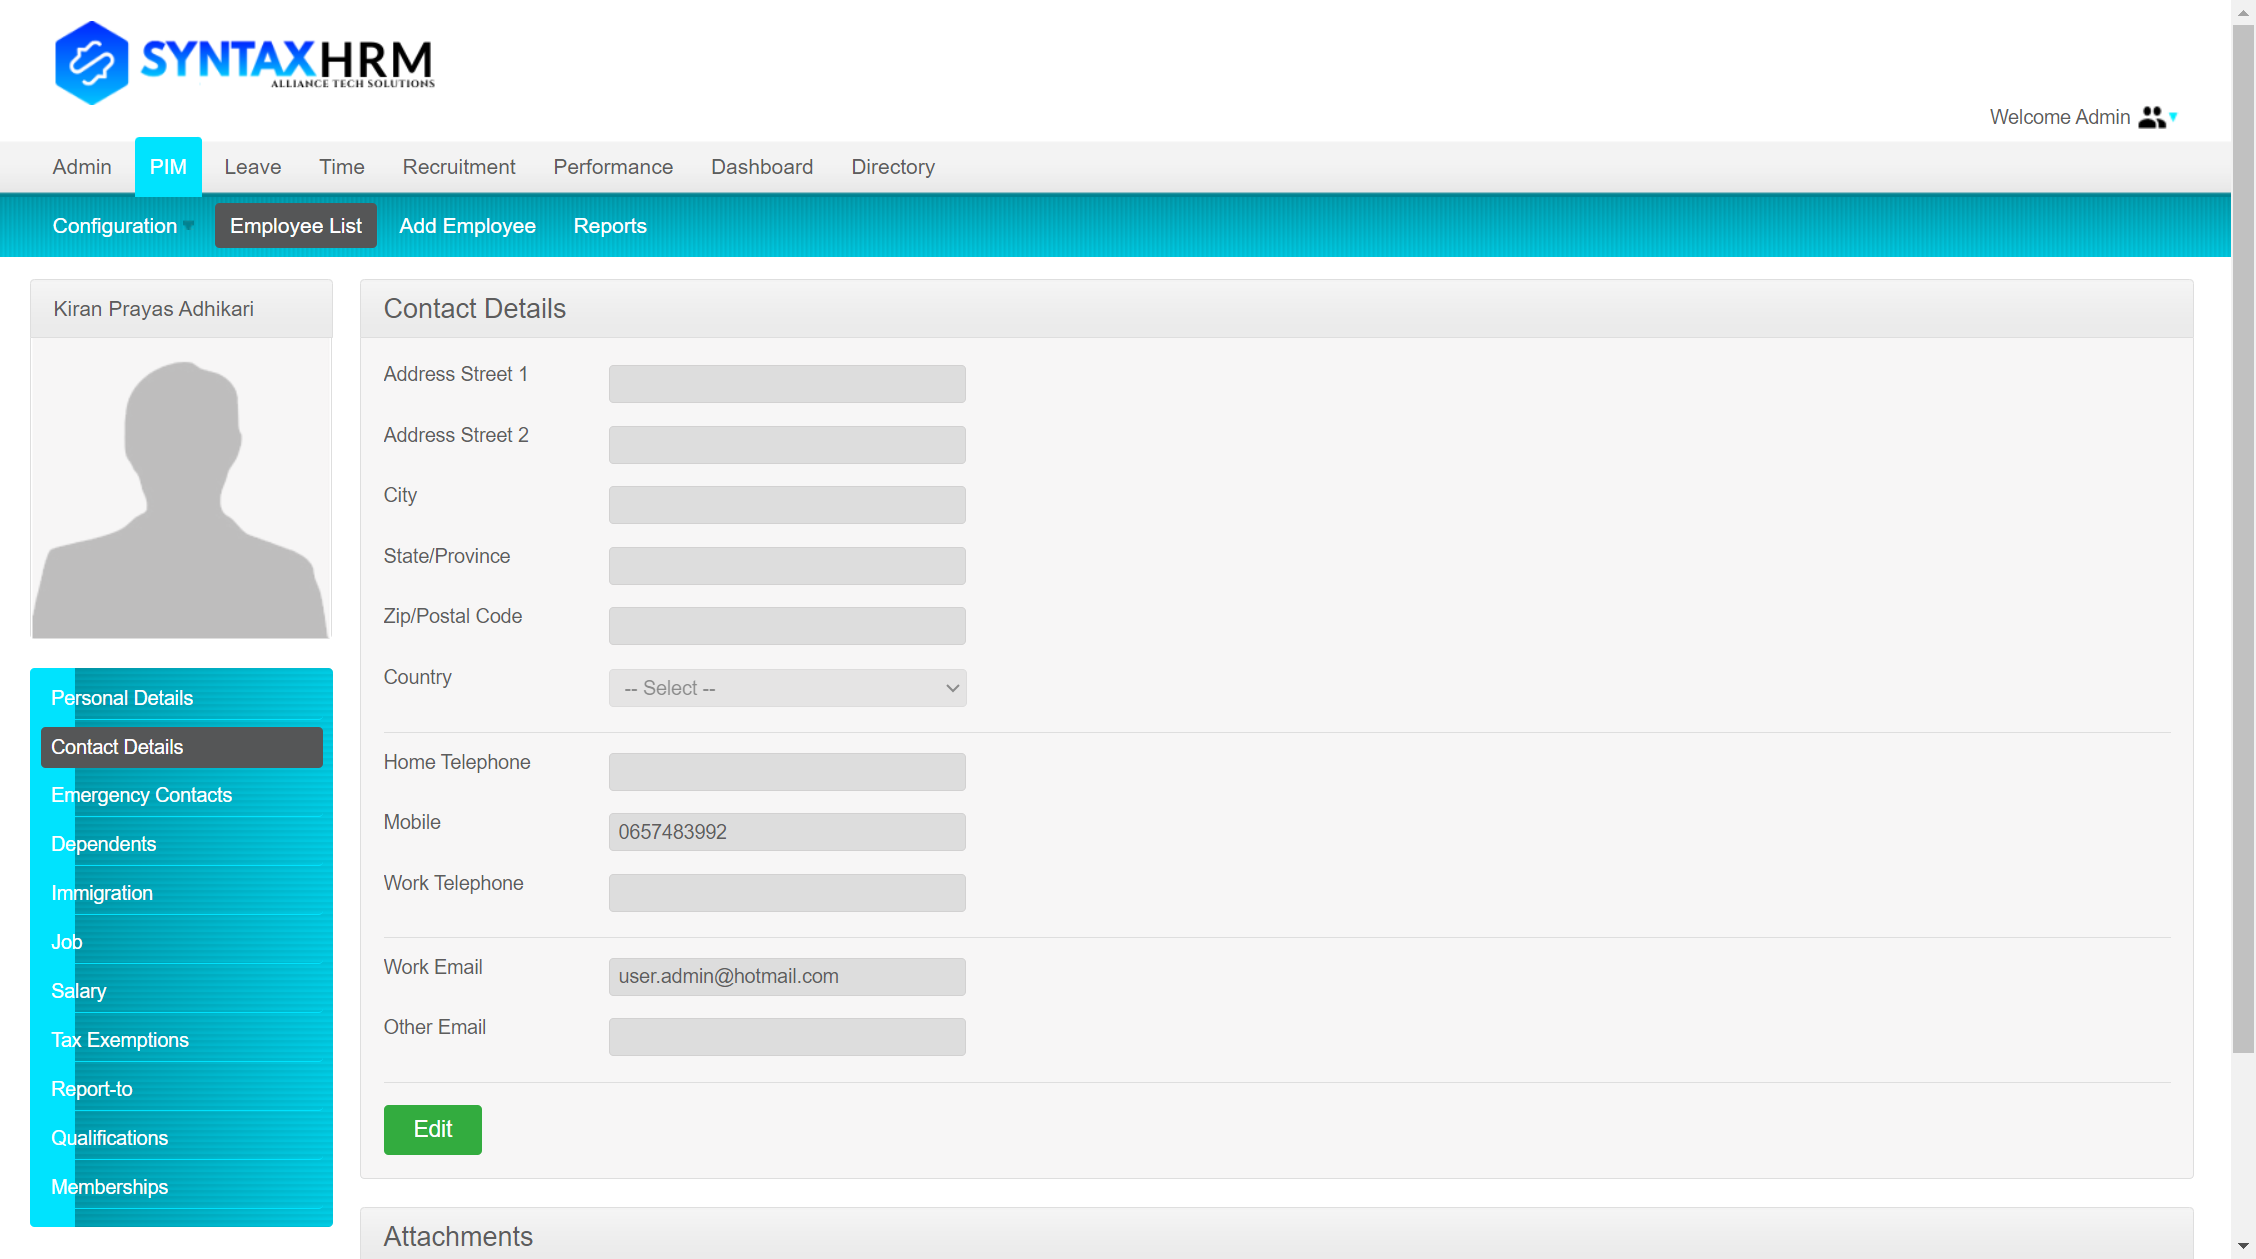 SYNTAXHRM
ALLIANCE TECH SOLUTIONS
Welcome Admin
Admin PIM Leave Time Recruitment Performance Dashboard Directory
Configuration Employee List Add Employee Reports
Kiran Prayas Adhikari
Personal Details
Contact Details
Emergency Contacts
Dependents
Immigration
Job
Salary
Tax Exemptions
Report-to
Qualifications
Memberships
Contact Details
Address Street 1
Address Street 2
City
State/Province
Zip/Postal Code
Country -- Select --
Home Telephone
Mobile 0657483992
Work Telephone
Work Email user.admin@hotmail.com
Other Email
Edit
Attachments